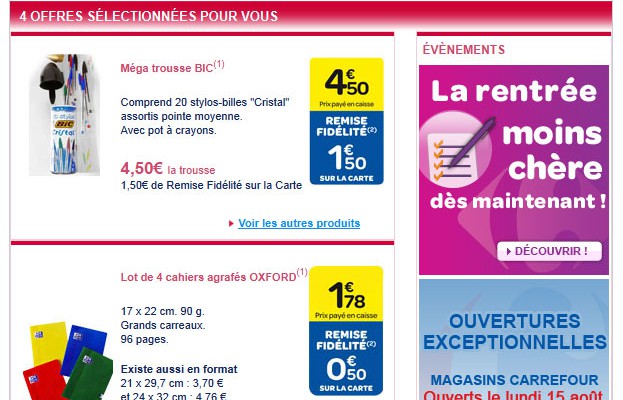 4 OFFRES SÉLECTIONNÉES POUR VOUS
Méga trousse BIC(1)
Comprend 20 stylos-billes "Cristal"
assortis pointe moyenne.
Avec pot à crayons.
4,50€ la trousse
1,50€ de Remise Fidélité sur la Carte
BIC
Cristal
4€50
Prix payé en caisse
REMISE
FIDÉLITÉ(2)
1€50
SUR LA CARTE
Voir les autres produits
Lot de 4 cahiers agrafés OXFORD(1)
17 x 22 cm. 90 g.
Grands carreaux.
96 pages.
Existe aussi en format
21 x 29,7 cm : 3,70 €
et 24 x 32 cm : 4,76 €
1€78
Prix payé en caisse
REMISE
FIDÉLITÉ(2)
0€50
SUR LA CARTE
ÉVÈNEMENTS
La rentrée
moins
chère
dès maintenant !
DÉCOUVRIR !
OUVERTURES
EXCEPTIONNELLES
MAGASINS CARREFOUR
Ouverts le lundi 15 août